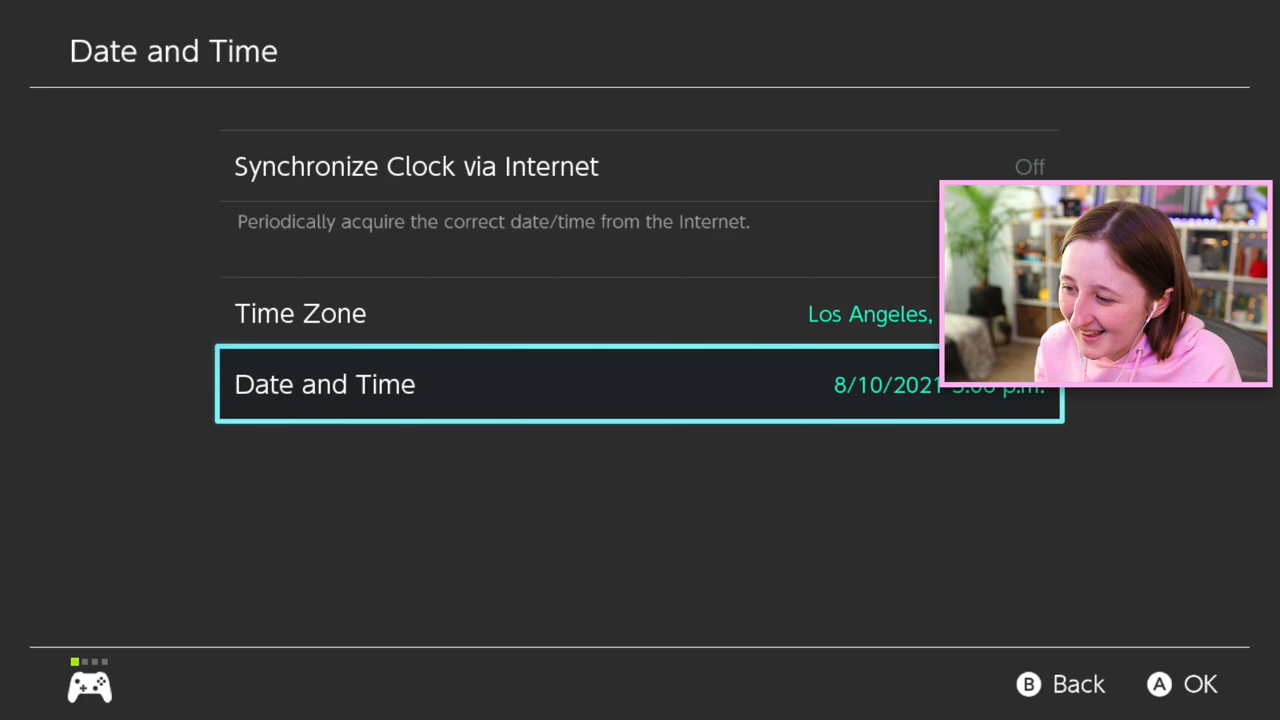 Date and Time
Synchronize Clock via Internet Off
Periodically acquire the correct date/time from the Internet.
Time Zone Los Angeles,
Date and Time 8/10/2021 p.m.
B Back A OK